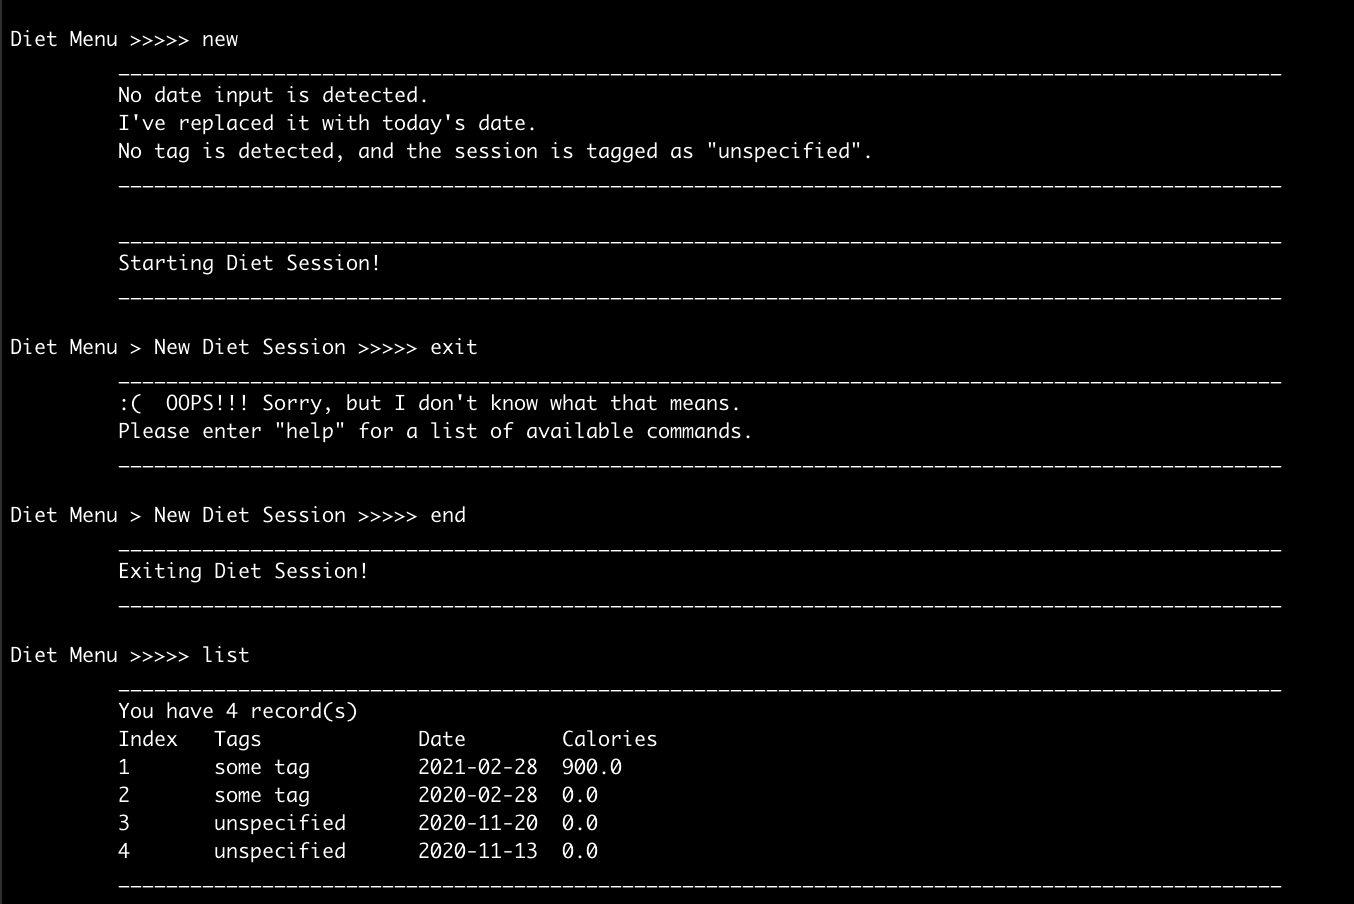 Diet Menu >>>>> new
No date input is detected.
I've replaced it with today's date.
No tag is detected, and the session is tagged as "unspecified".
Starting Diet Session!
Diet Menu > New Diet Session >>>>> exit
:(  OOPS!!! Sorry, but I don't know what that means.
Please enter "help" for a list of available commands.
Diet Menu > New Diet Session >>>>> end
Exiting Diet Session!
Diet Menu >>>>> list
You have 4 record(s)
Index   Tags             Date        Calories
1       some tag         2021-02-28  900.0
2       some tag         2020-02-28  0.0
3       unspecified      2020-11-20  0.0
4       unspecified      2020-11-13  0.0